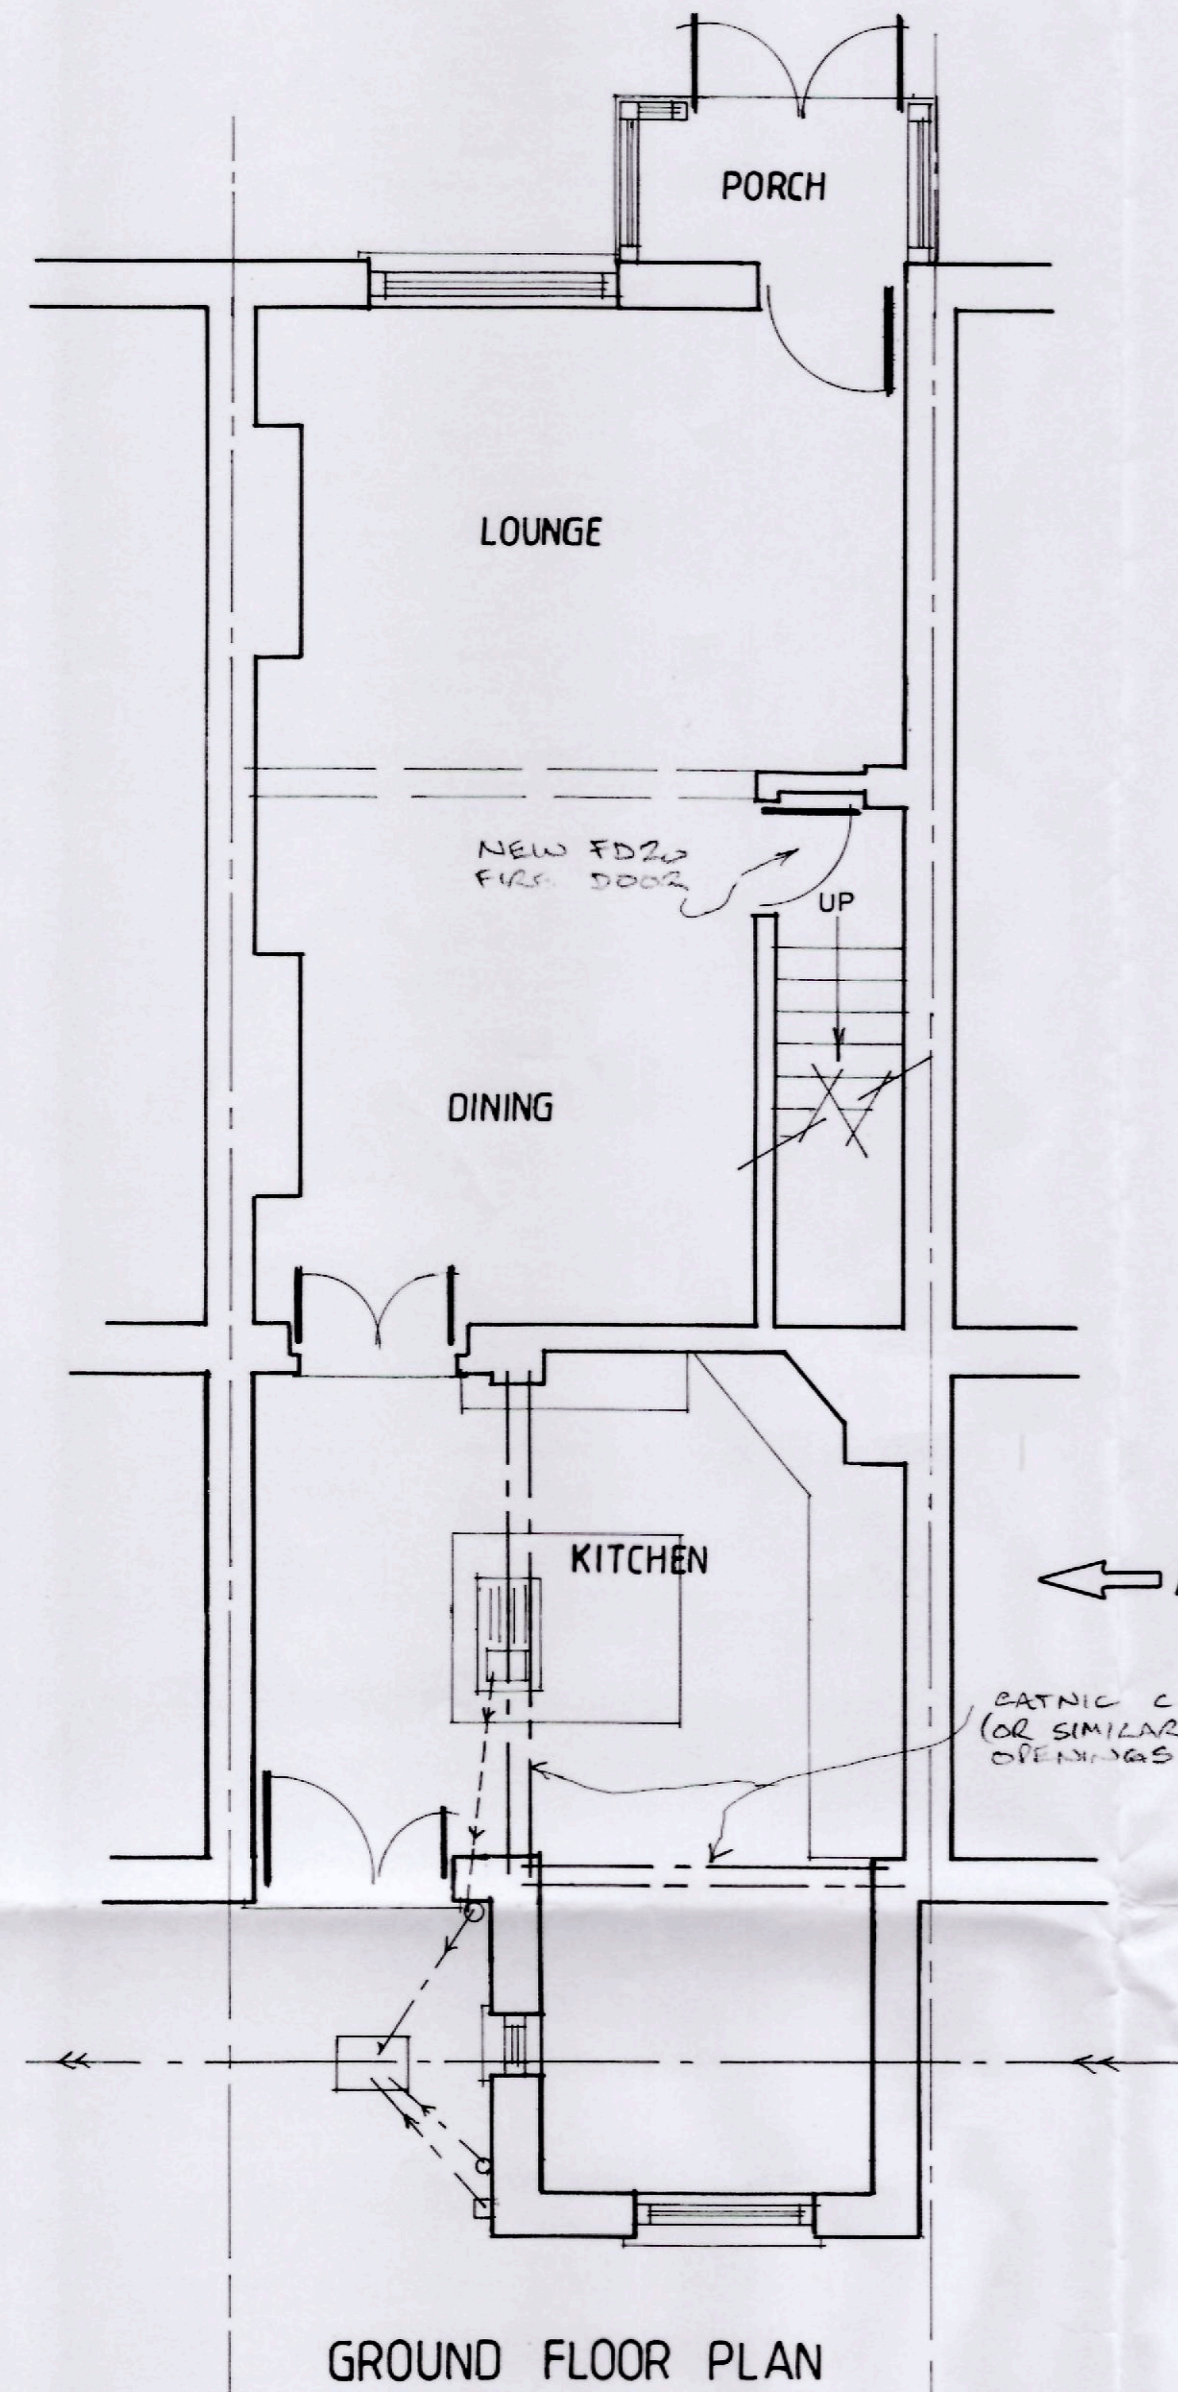 PORCH
LOUNGE
NEW FD20
FIRE DOOR
UP
DINING
KITCHEN
CATNIC C
(OR SIMILAR
OPENINGS
GROUND FLOOR PLAN